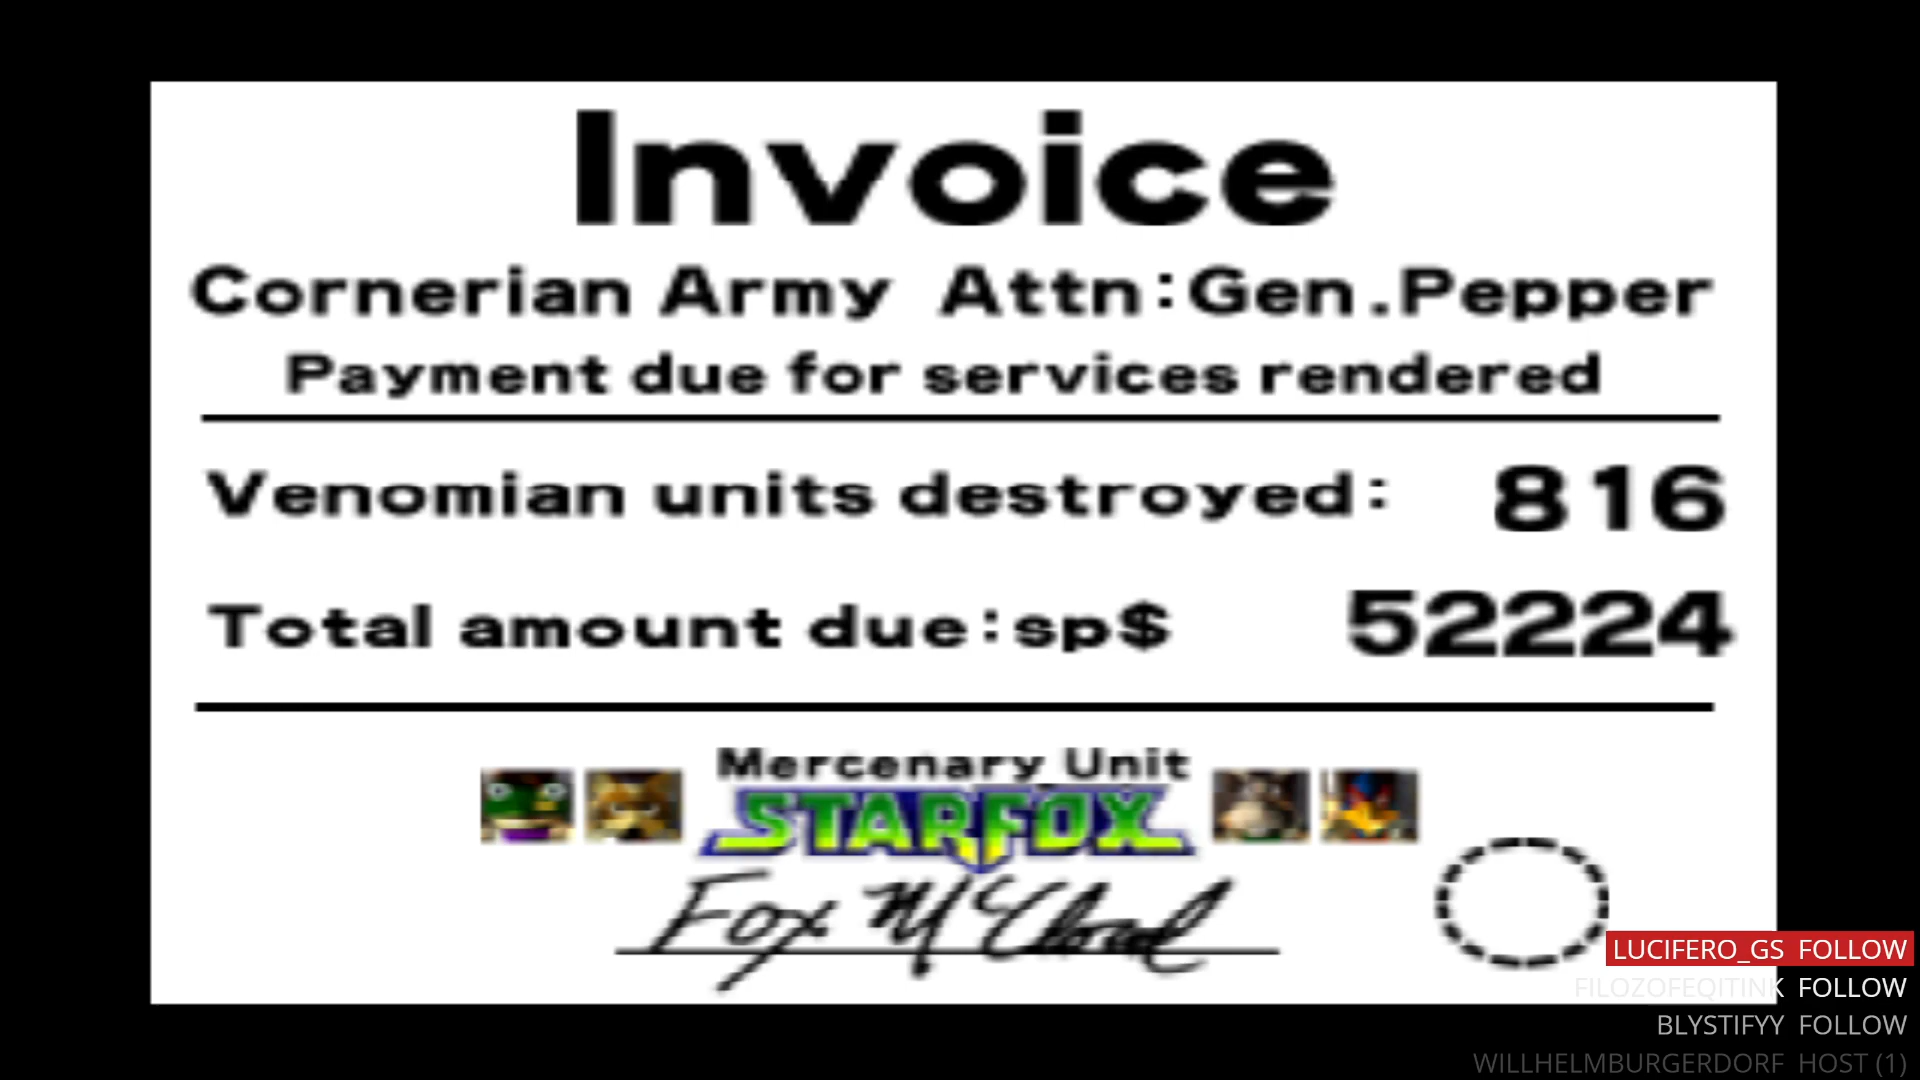 Invoice
Cornerian Army Attn:Gen.Pepper
Payment due for services rendered
Venomian units destroyed: 816
Total amount due:sp$ 52224
Mercenary Unit
STARFOX
Fox McCloud
LUCIFERO_GS FOLLOW
FILOZOFEQITINK FOLLOW
BLYSTIFYY FOLLOW
WILLHELMBURGERDORF HOST (1)